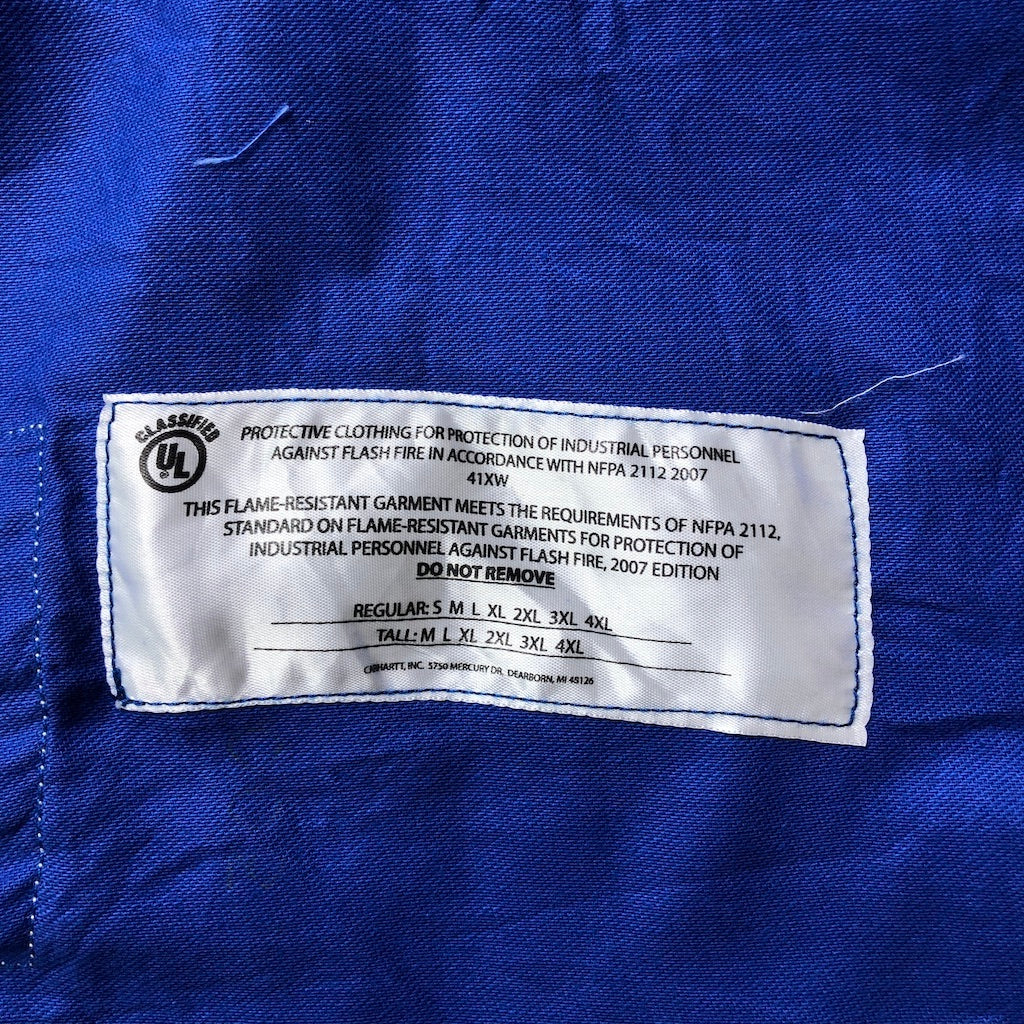 CLASSIFIED
UL
PROTECTIVE CLOTHING FOR PROTECTION OF INDUSTRIAL PERSONNEL
AGAINST FLASH FIRE IN ACCORDANCE WITH NFPA 2112 2007
41XW
THIS FLAME-RESISTANT GARMENT MEETS THE REQUIREMENTS OF NFPA 2112,
STANDARD ON FLAME-RESISTANT GARMENTS FOR PROTECTION OF
INDUSTRIAL PERSONNEL AGAINST FLASH FIRE, 2007 EDITION
DO NOT REMOVE
REGULAR: S M L XL 2XL 3XL 4XL
TALL: M L XL 2XL 3XL 4XL
CARHARTT, INC. 5750 MERCURY DR. DEARBORN, MI 48126